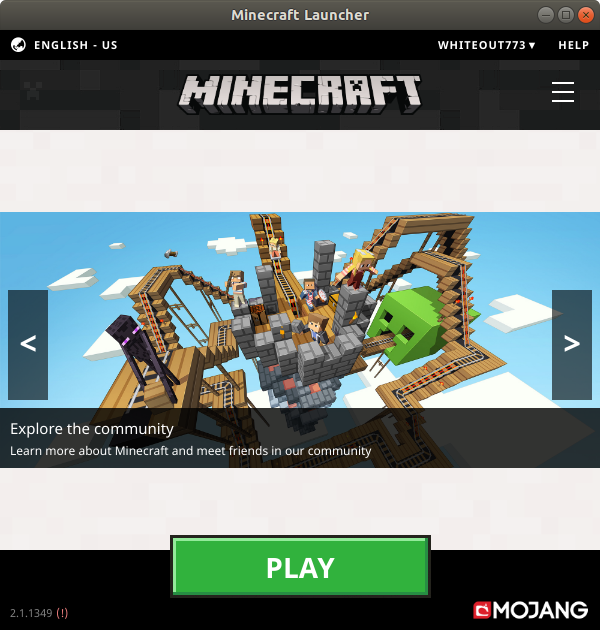 Minecraft Launcher
ENGLISH - US
WHITEOUT773 ▾
HELP
MINECRAFT
<
>
Explore the community
Learn more about Minecraft and meet friends in our community
PLAY
2.1.1349 (!)
MOJANG